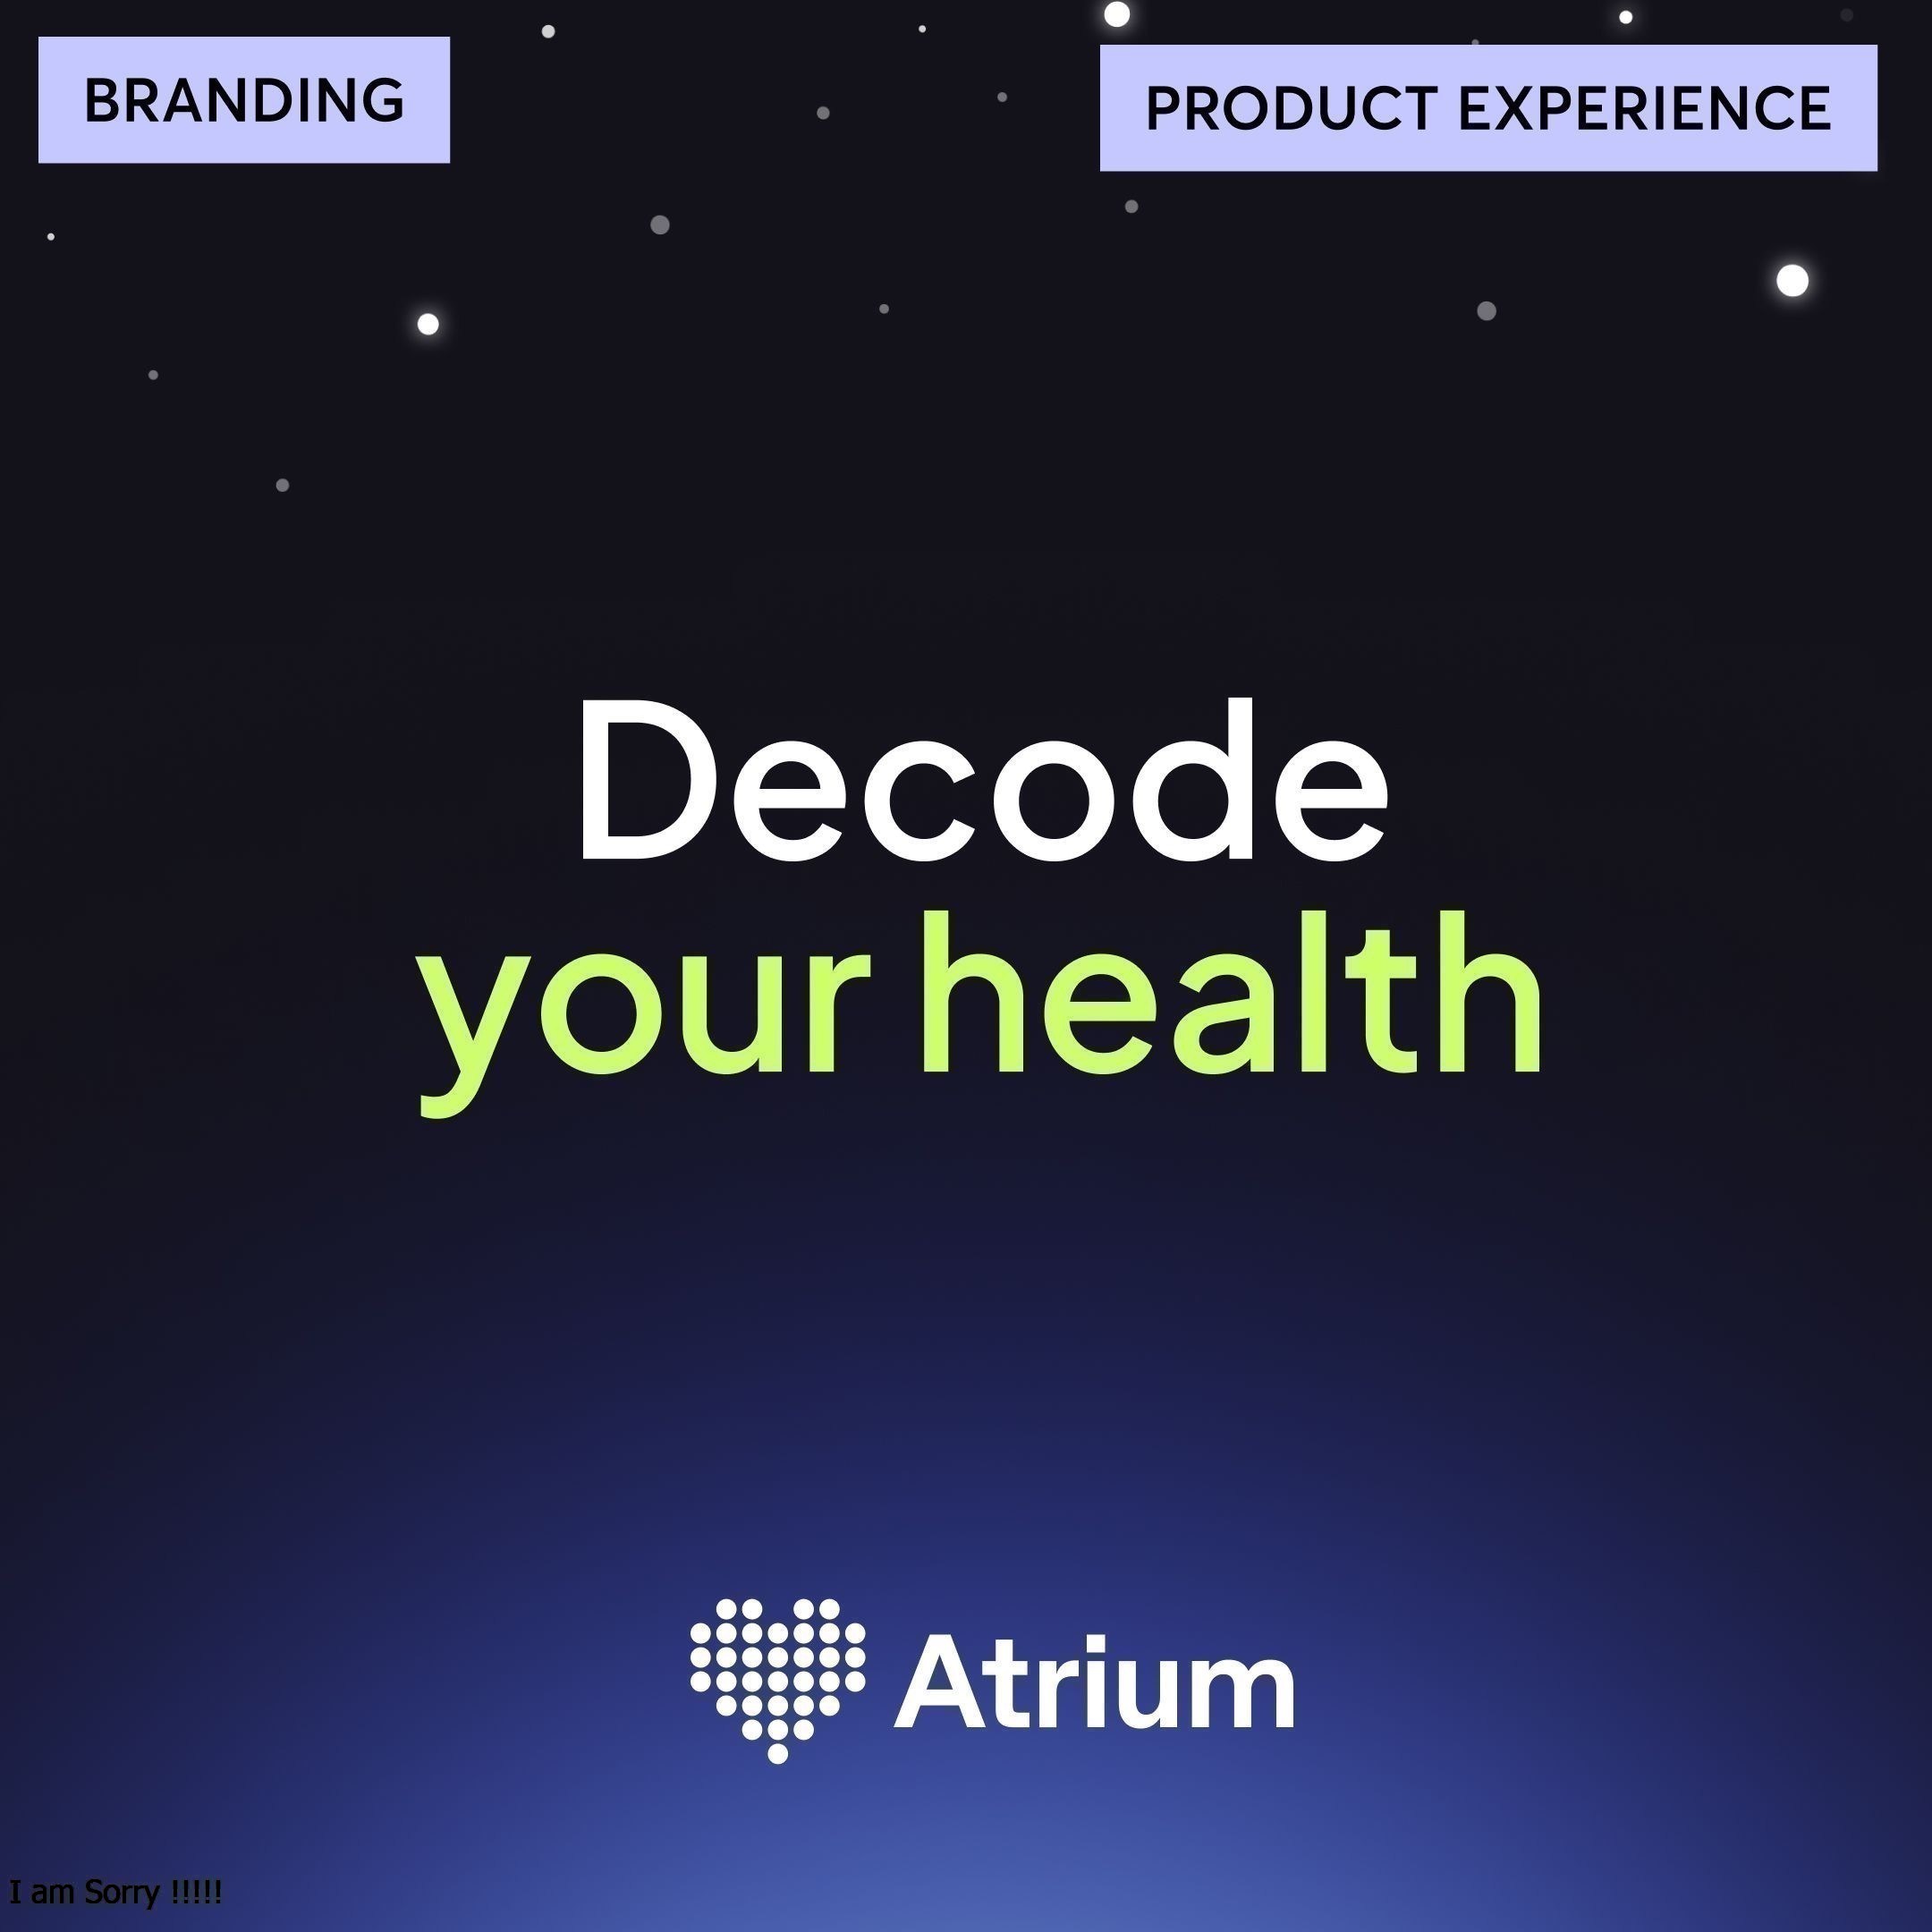 BRANDING
PRODUCT EXPERIENCE
Decode
your health
Atrium
I am Sorry !!!!!